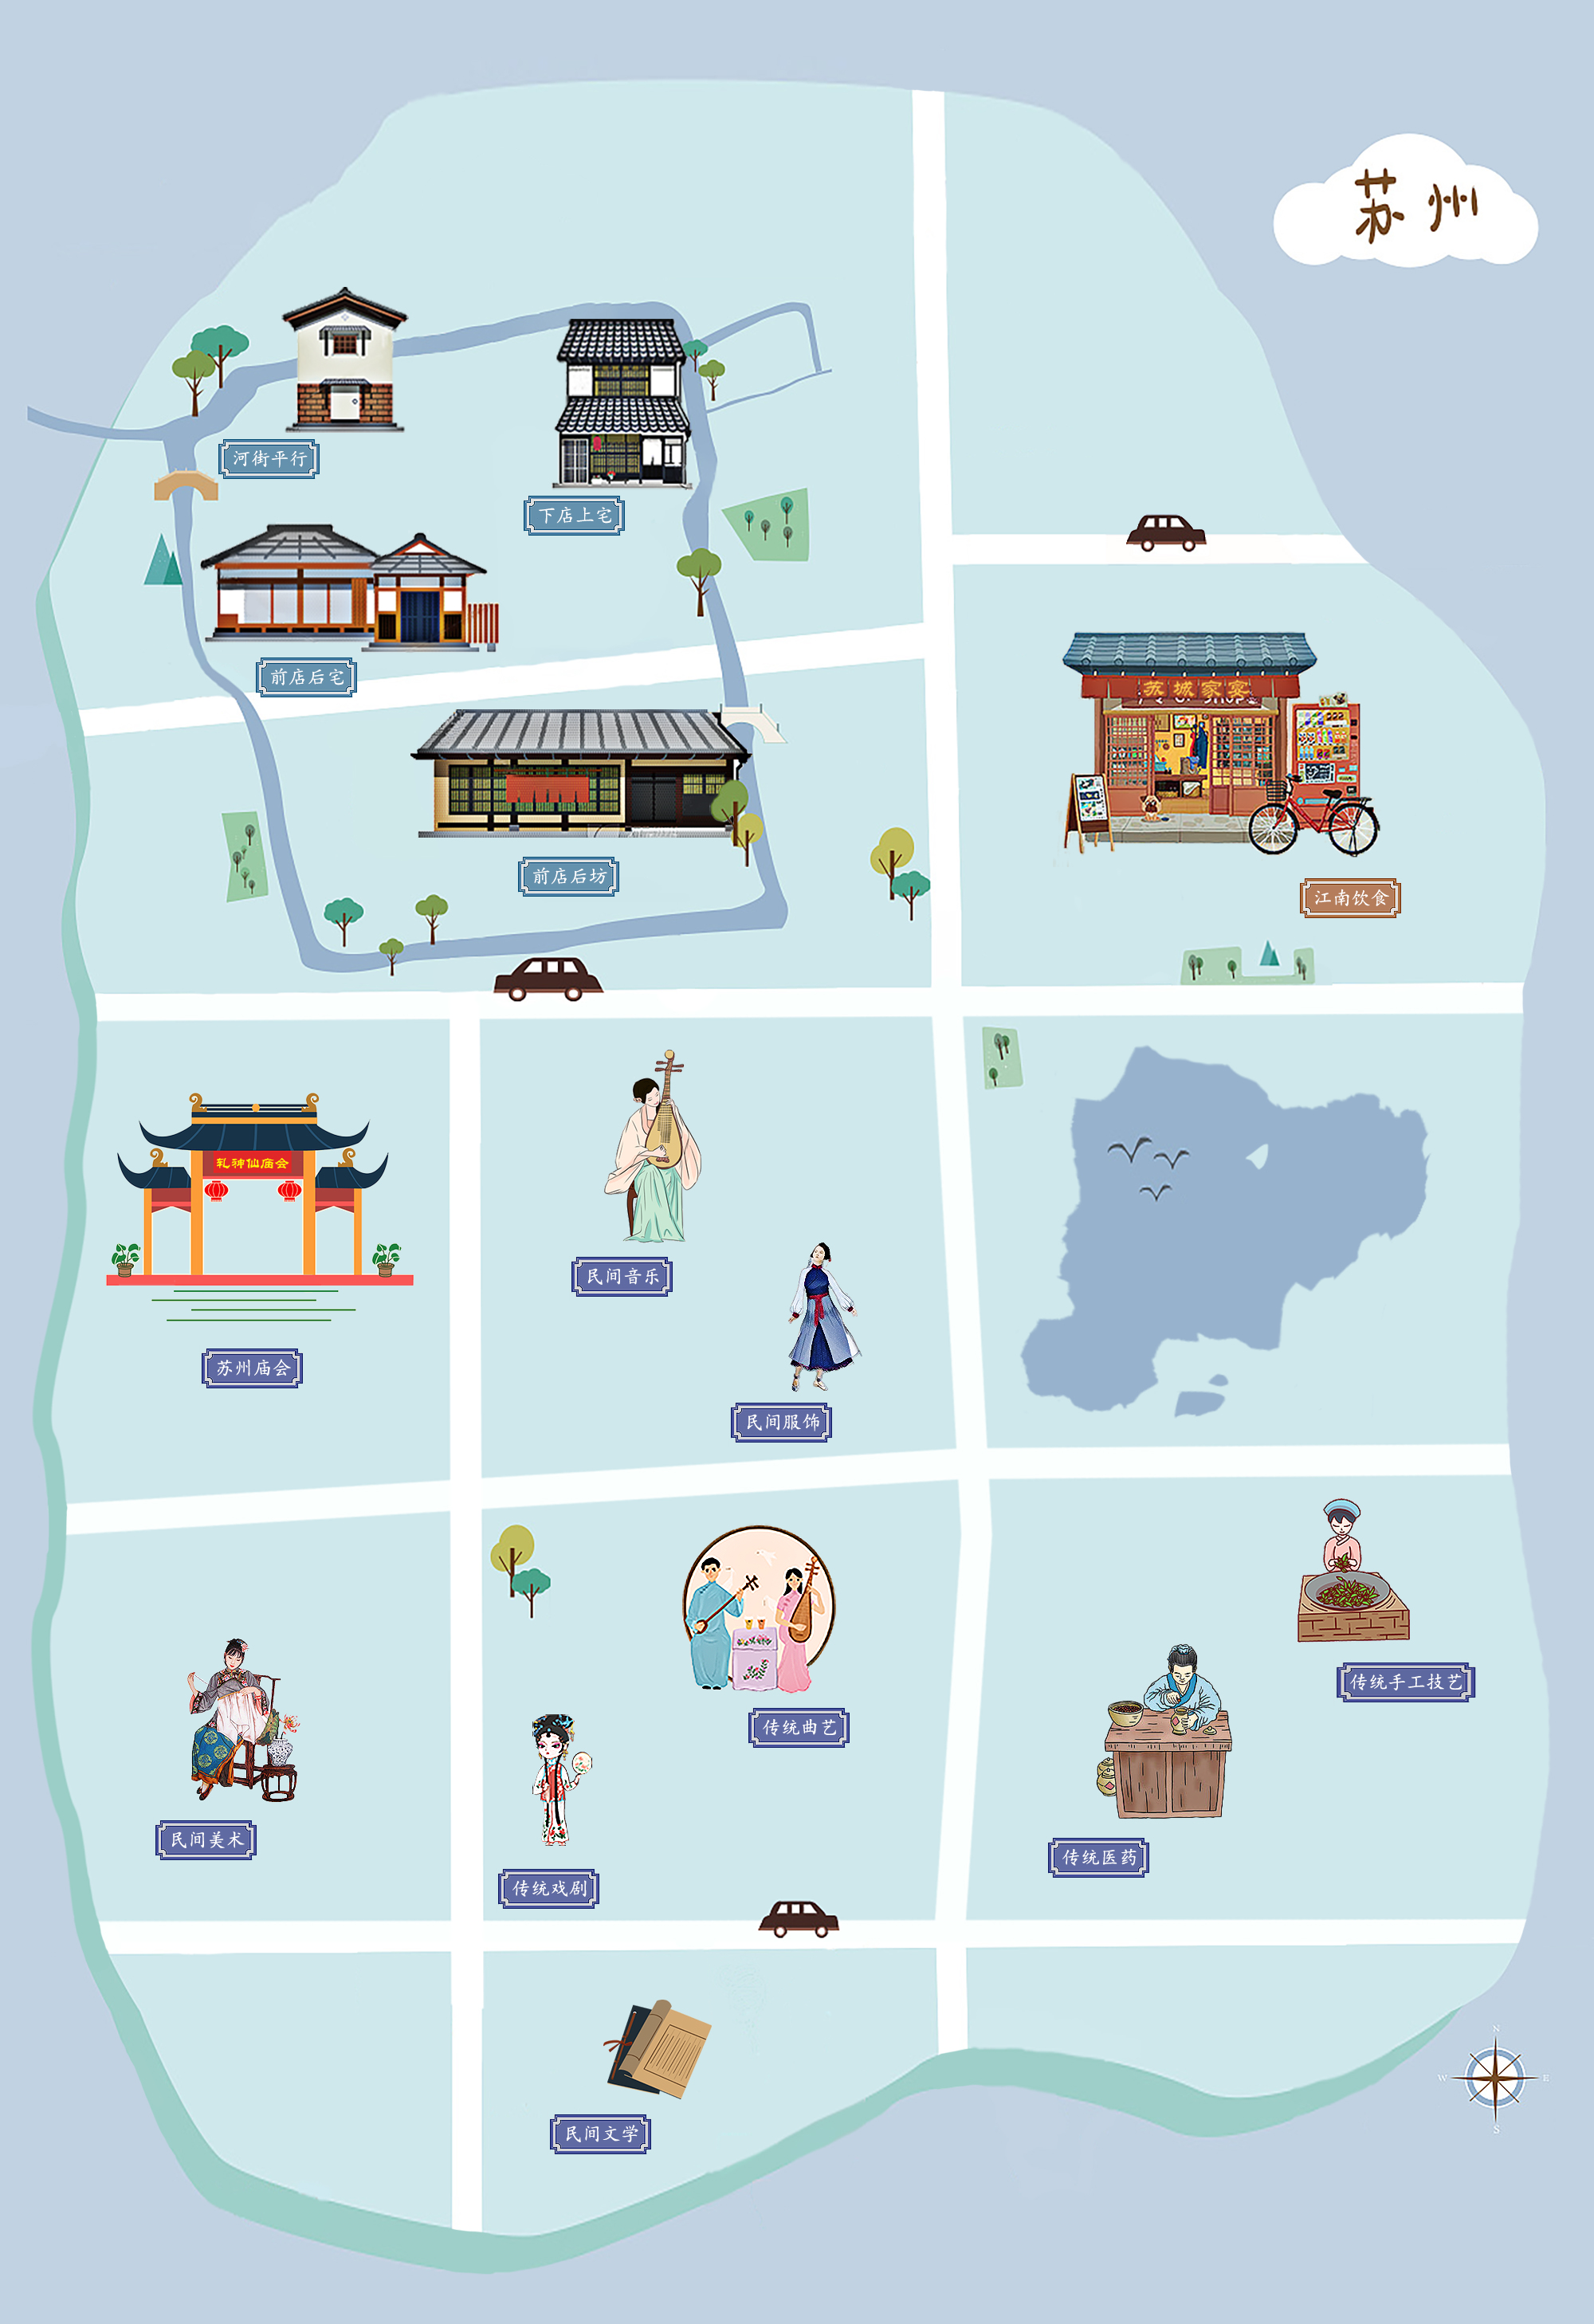 苏州
河街平行
下店上宅
前店后宅
苏城家宴
前店后坊
江南饮食
轧神仙庙会
民间音乐
苏州庙会
民间服饰
传统手工技艺
传统曲艺
民间美术
传统医药
传统戏剧
N
W E
S
民间文学